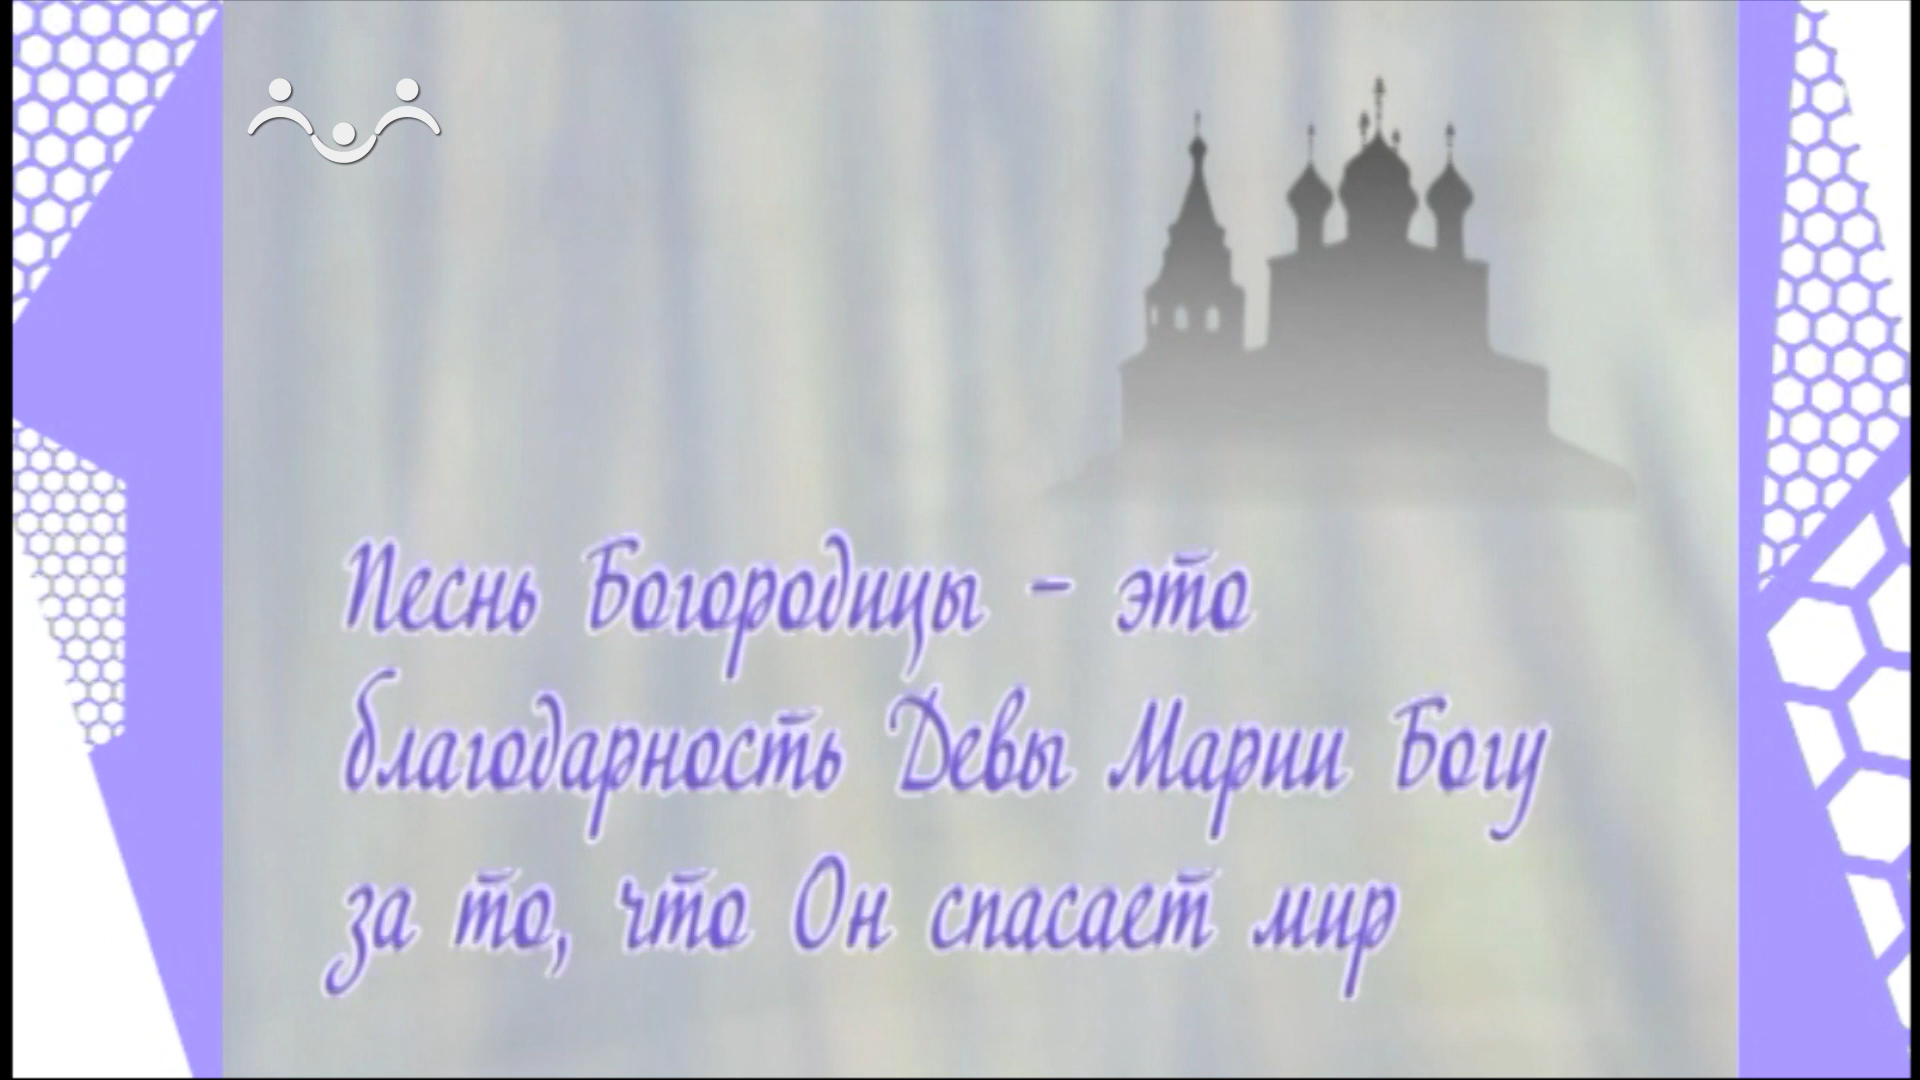 Песнь Богородицы - это
благодарность Девы Марии Богу
за то, что Он спасает мир